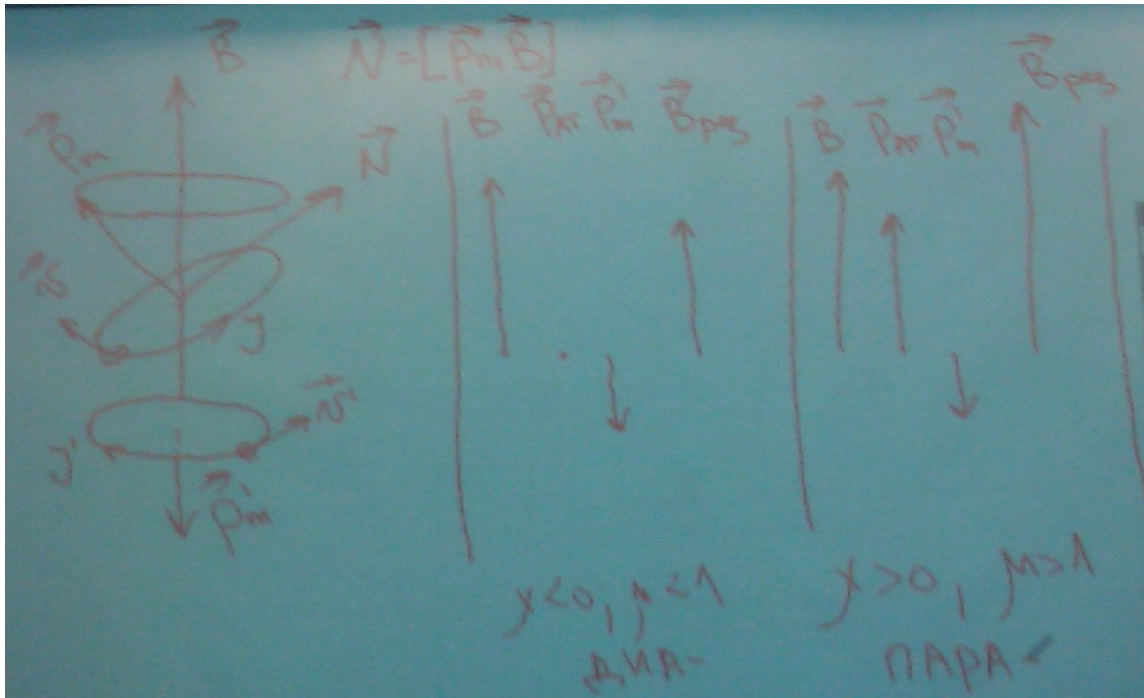 B⃗ N⃗=[p⃗m B⃗]
p⃗m
N⃗
v⃗
J
J'
v⃗'
p⃗'m
B⃗ p⃗m p⃗'m B⃗рез
χ<0, μ<1
ДИА-
B⃗ p⃗m p⃗'m B⃗рез
χ>0, μ>1
ПАРА-